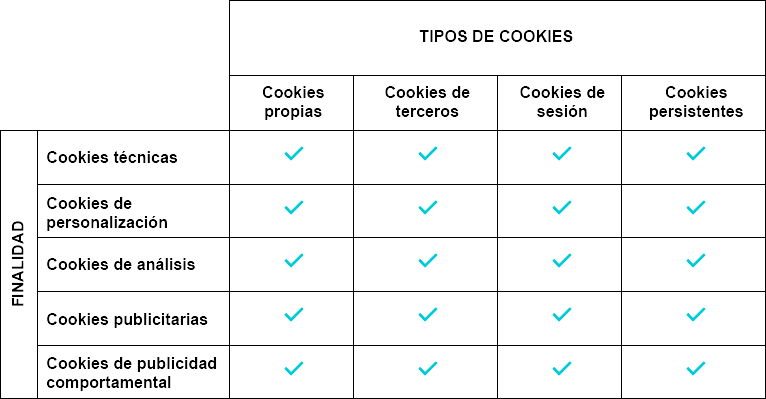 TIPOS DE COOKIES
Cookies
propias
Cookies de
terceros
Cookies de
sesión
Cookies
persistentes
FINALIDAD
Cookies técnicas
Cookies de
personalización
Cookies de análisis
Cookies publicitarias
Cookies de publicidad
comportamental